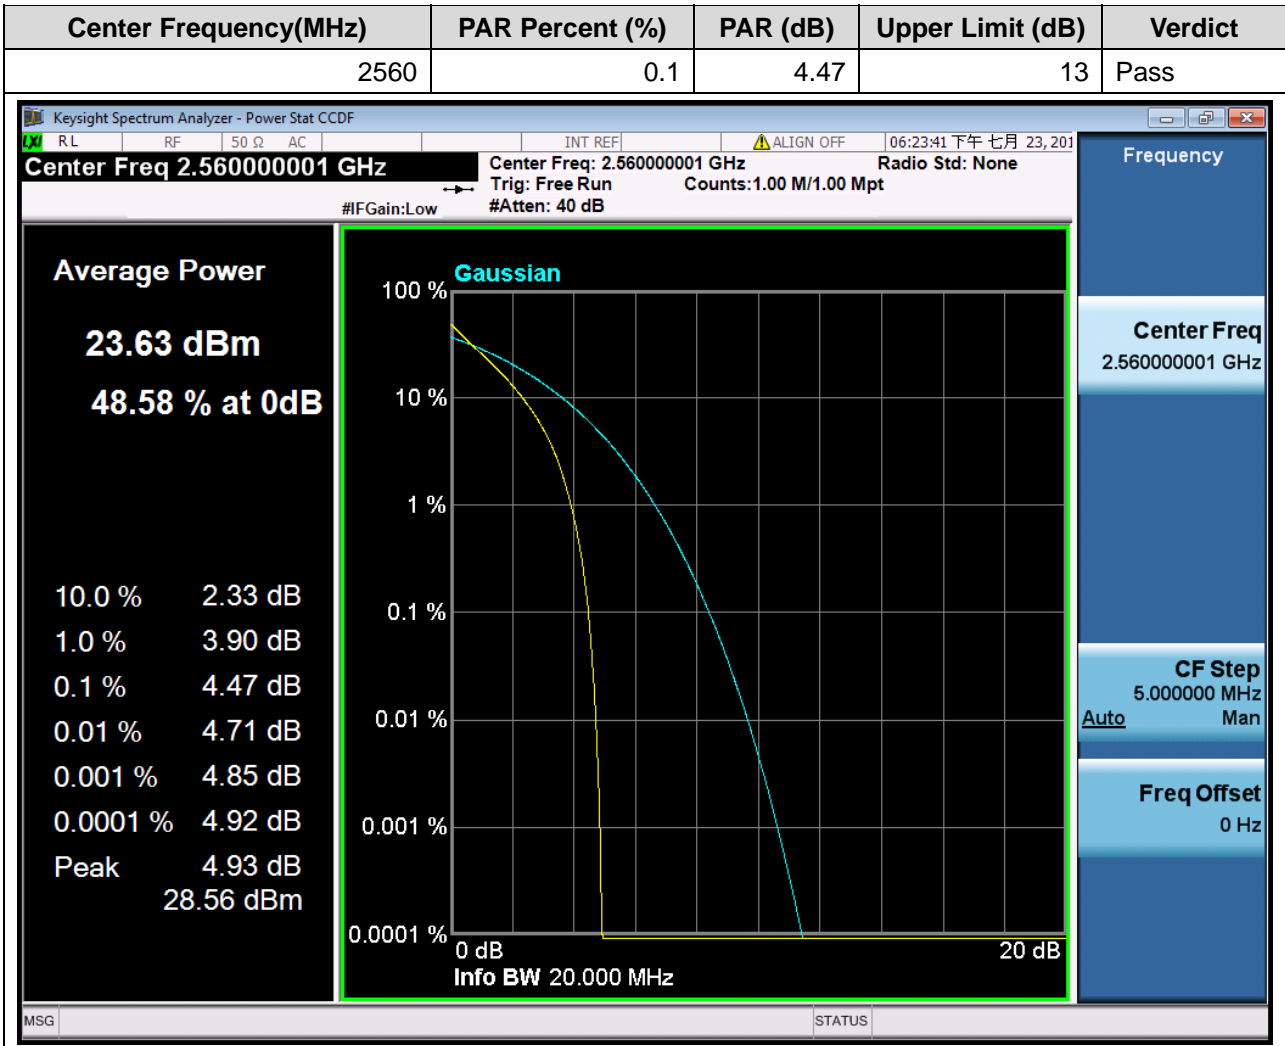 Center Frequency(MHz) PAR Percent (%) PAR (dB) Upper Limit (dB) Verdict
2560 0.1 4.47 13 Pass
Keysight Spectrum Analyzer - Power Stat CCDF
LXI RL RF 50 Ω AC INT REF ALIGN OFF 06:23:41 下午 七月 23, 201
Center Freq 2.560000001 GHz
Center Freq: 2.560000001 GHz Radio Std: None
Trig: Free Run Counts:1.00 M/1.00 Mpt
#IFGain:Low #Atten: 40 dB
Frequency
Average Power
23.63 dBm
48.58 % at 0dB
10.0 % 2.33 dB
1.0 % 3.90 dB
0.1 % 4.47 dB
0.01 % 4.71 dB
0.001 % 4.85 dB
0.0001 % 4.92 dB
Peak 4.93 dB
28.56 dBm
Gaussian
100 %
10 %
1 %
0.1 %
0.01 %
0.001 %
0.0001 %
0 dB 20 dB
Info BW 20.000 MHz
Center Freq
2.560000001 GHz
CF Step
5.000000 MHz
Auto Man
Freq Offset
0 Hz
MSG STATUS